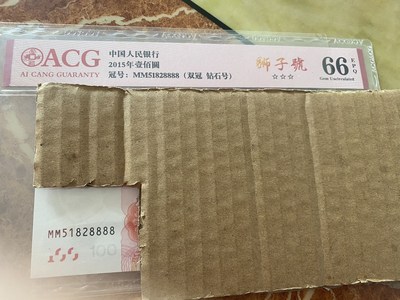 ACG
AI CANG GUARANTY
中国人民银行
2015年壹佰圆
冠号：MM51828888（双冠 钻石号）
狮子號
☆☆☆
66 EPQ
Gem Uncirculated
MM51828888
100